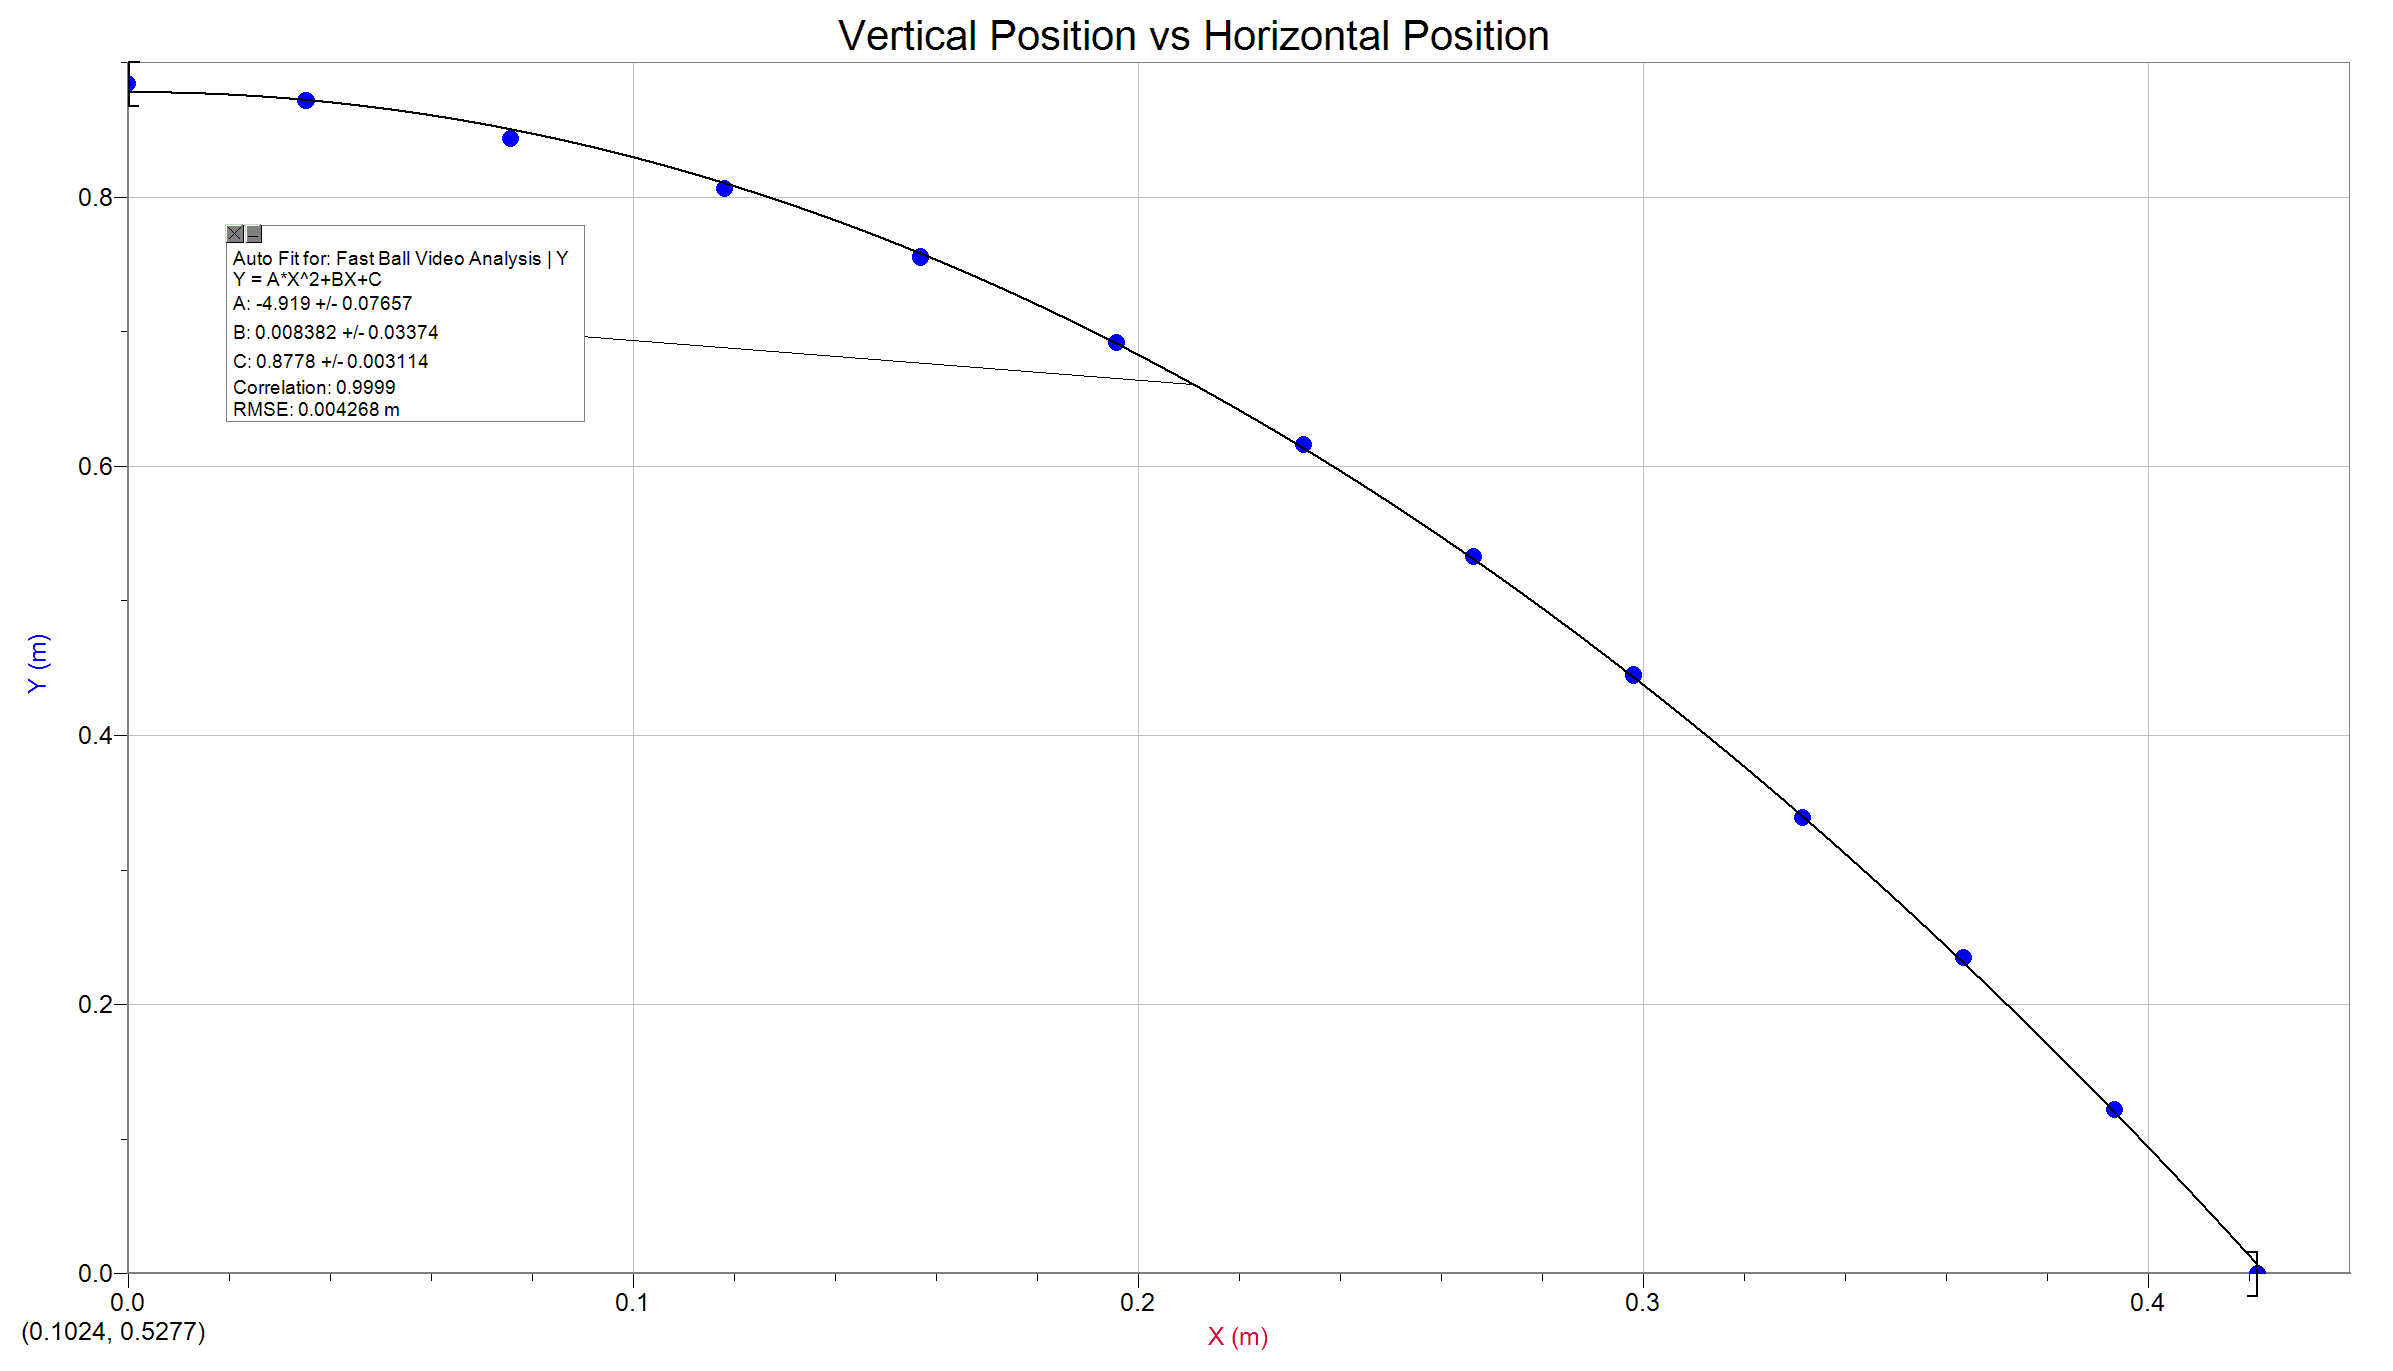 Vertical Position vs Horizontal Position
0.8
Auto Fit for: Fast Ball Video Analysis | Y
Y = A*X^2+BX+C
A: -4.919 +/- 0.07657
B: 0.008382 +/- 0.03374
C: 0.8778 +/- 0.003114
Correlation: 0.9999
RMSE: 0.004268 m
0.6
Y (m)
0.4
0.2
0.0
0.0 0.1 0.2 0.3 0.4
(0.1024, 0.5277)
X (m)